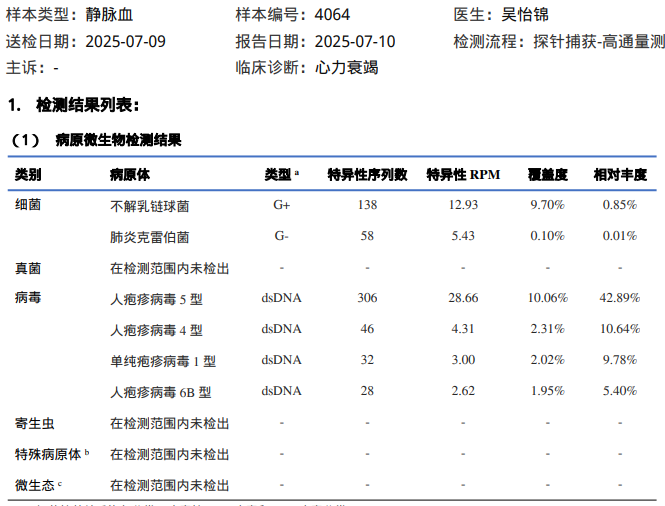 样本类型：静脉血 样本编号：4064 医生：吴怡锦
送检日期：2025-07-09 报告日期：2025-07-10 检测流程：探针捕获-高通量测
主诉：- 临床诊断：心力衰竭
1. 检测结果列表：
（1） 病原微生物检测结果
类别 病原体 类型 a 特异性序列数 特异性 RPM 覆盖度 相对丰度
细菌 不解乳链球菌 G+ 138 12.93 9.70% 0.85%
肺炎克雷伯菌 G- 58 5.43 0.10% 0.01%
真菌 在检测范围内未检出 - - - - -
病毒 人疱疹病毒 5 型 dsDNA 306 28.66 10.06% 42.89%
人疱疹病毒 4 型 dsDNA 46 4.31 2.31% 10.64%
单纯疱疹病毒 1 型 dsDNA 32 3.00 2.02% 9.78%
人疱疹病毒 6B 型 dsDNA 28 2.62 1.95% 5.40%
寄生虫 在检测范围内未检出 - - - - -
特殊病原体 b 在检测范围内未检出 - - - - -
微生态 c 在检测范围内未检出 - - - - -